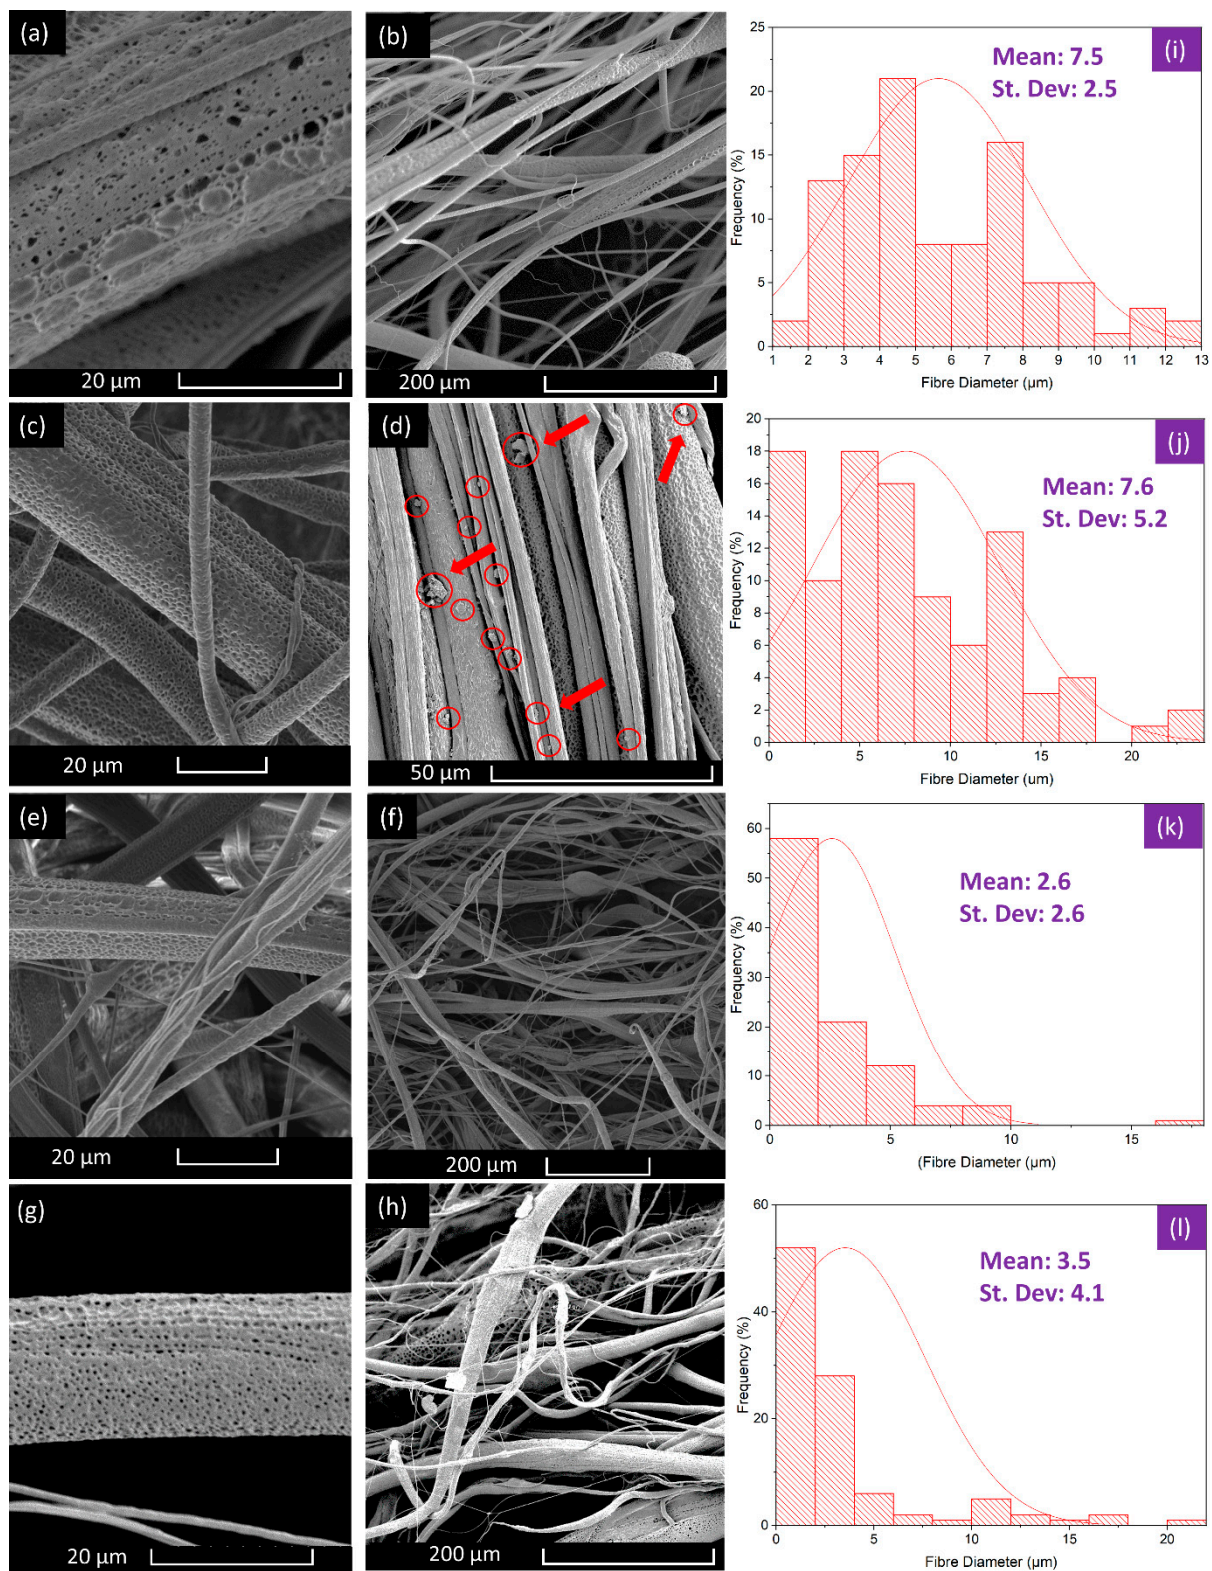 (a)
20 µm
(b)
200 µm
(i)
Mean: 7.5
St. Dev: 2.5
25
20
15
10
5
0
Frequency (%)
1 2 3 4 5 6 7 8 9 10 11 12 13
Fibre Diameter (µm)
(c)
20 µm
(d)
50 µm
(j)
Mean: 7.6
St. Dev: 5.2
20
18
16
14
12
10
8
6
4
2
0
Frequency (%)
0 5 10 15 20
Fibre Diameter (µm)
(e)
20 µm
(f)
200 µm
(k)
Mean: 2.6
St. Dev: 2.6
60
50
40
30
20
10
0
Frequency (%)
0 5 10 15
(Fibre Diameter (µm)
(g)
20 µm
(h)
200 µm
(l)
Mean: 3.5
St. Dev: 4.1
60
40
20
0
Frequency (%)
0 5 10 15 20
Fibre Diameter (µm)